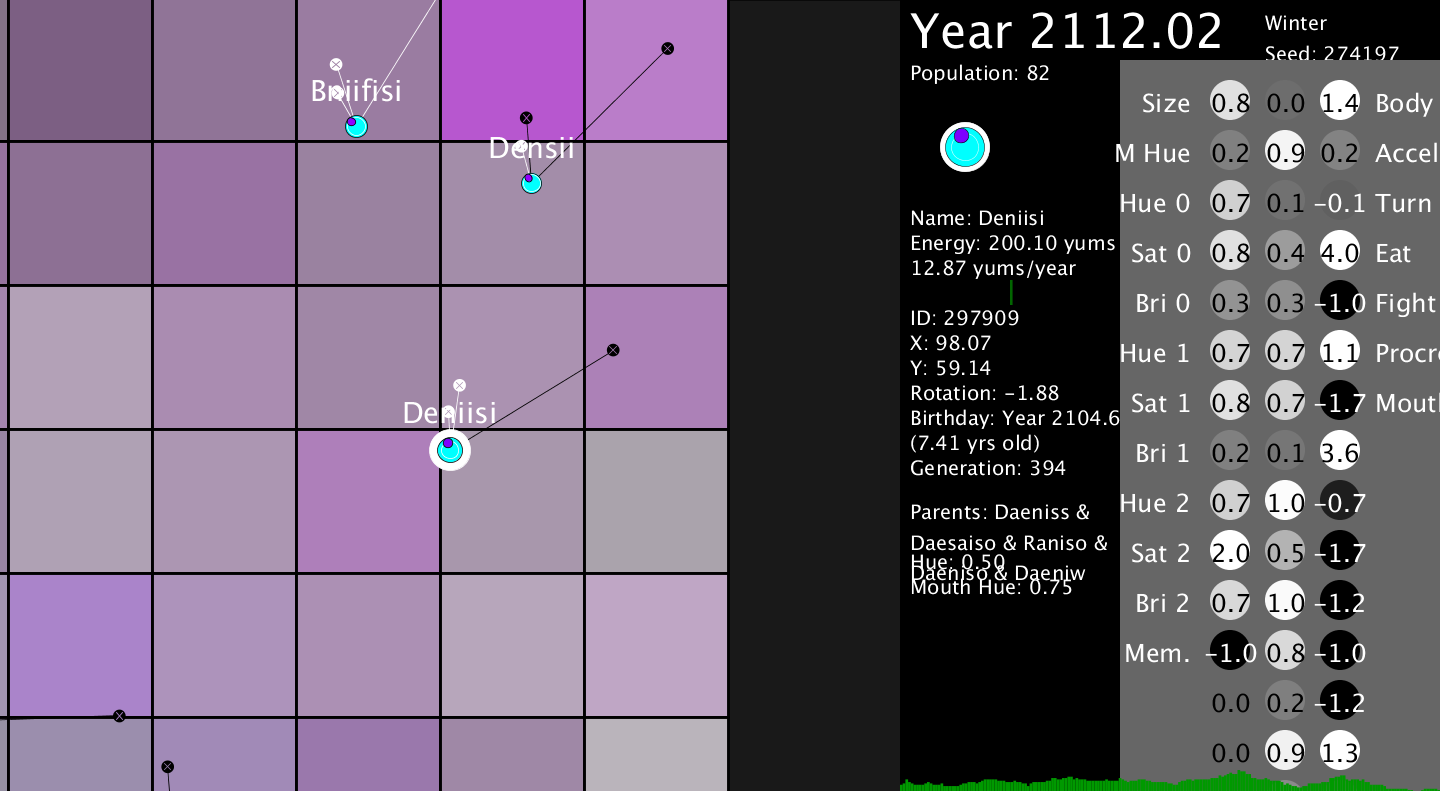 Year 2112.02
Winter
Seed: 274197
Population: 82
Briifisi
Densii
Deniisi
Name: Deniisi
Energy: 200.10 yums
12.87 yums/year
ID: 297909
X: 98.07
Y: 59.14
Rotation: -1.88
Birthday: Year 2104.6
(7.41 yrs old)
Generation: 394
Parents: Daeniss &
Daesaiso & Raniso &
Hue: 0.50
Daeniso & Daeniw
Mouth Hue: 0.75
Size 0.8 0.0 1.4 Body
M Hue 0.2 0.9 0.2 Accel
Hue 0 0.7 0.1 -0.1 Turn
Sat 0 0.8 0.4 4.0 Eat
Bri 0 0.3 0.3 -1.0 Fight
Hue 1 0.7 0.7 1.1 Procr
Sat 1 0.8 0.7 -1.7 Mout
Bri 1 0.2 0.1 3.6
Hue 2 0.7 1.0 -0.7
Sat 2 2.0 0.5 -1.7
Bri 2 0.7 1.0 -1.2
Mem. -1.0 0.8 -1.0
0.0 0.2 -1.2
0.0 0.9 1.3